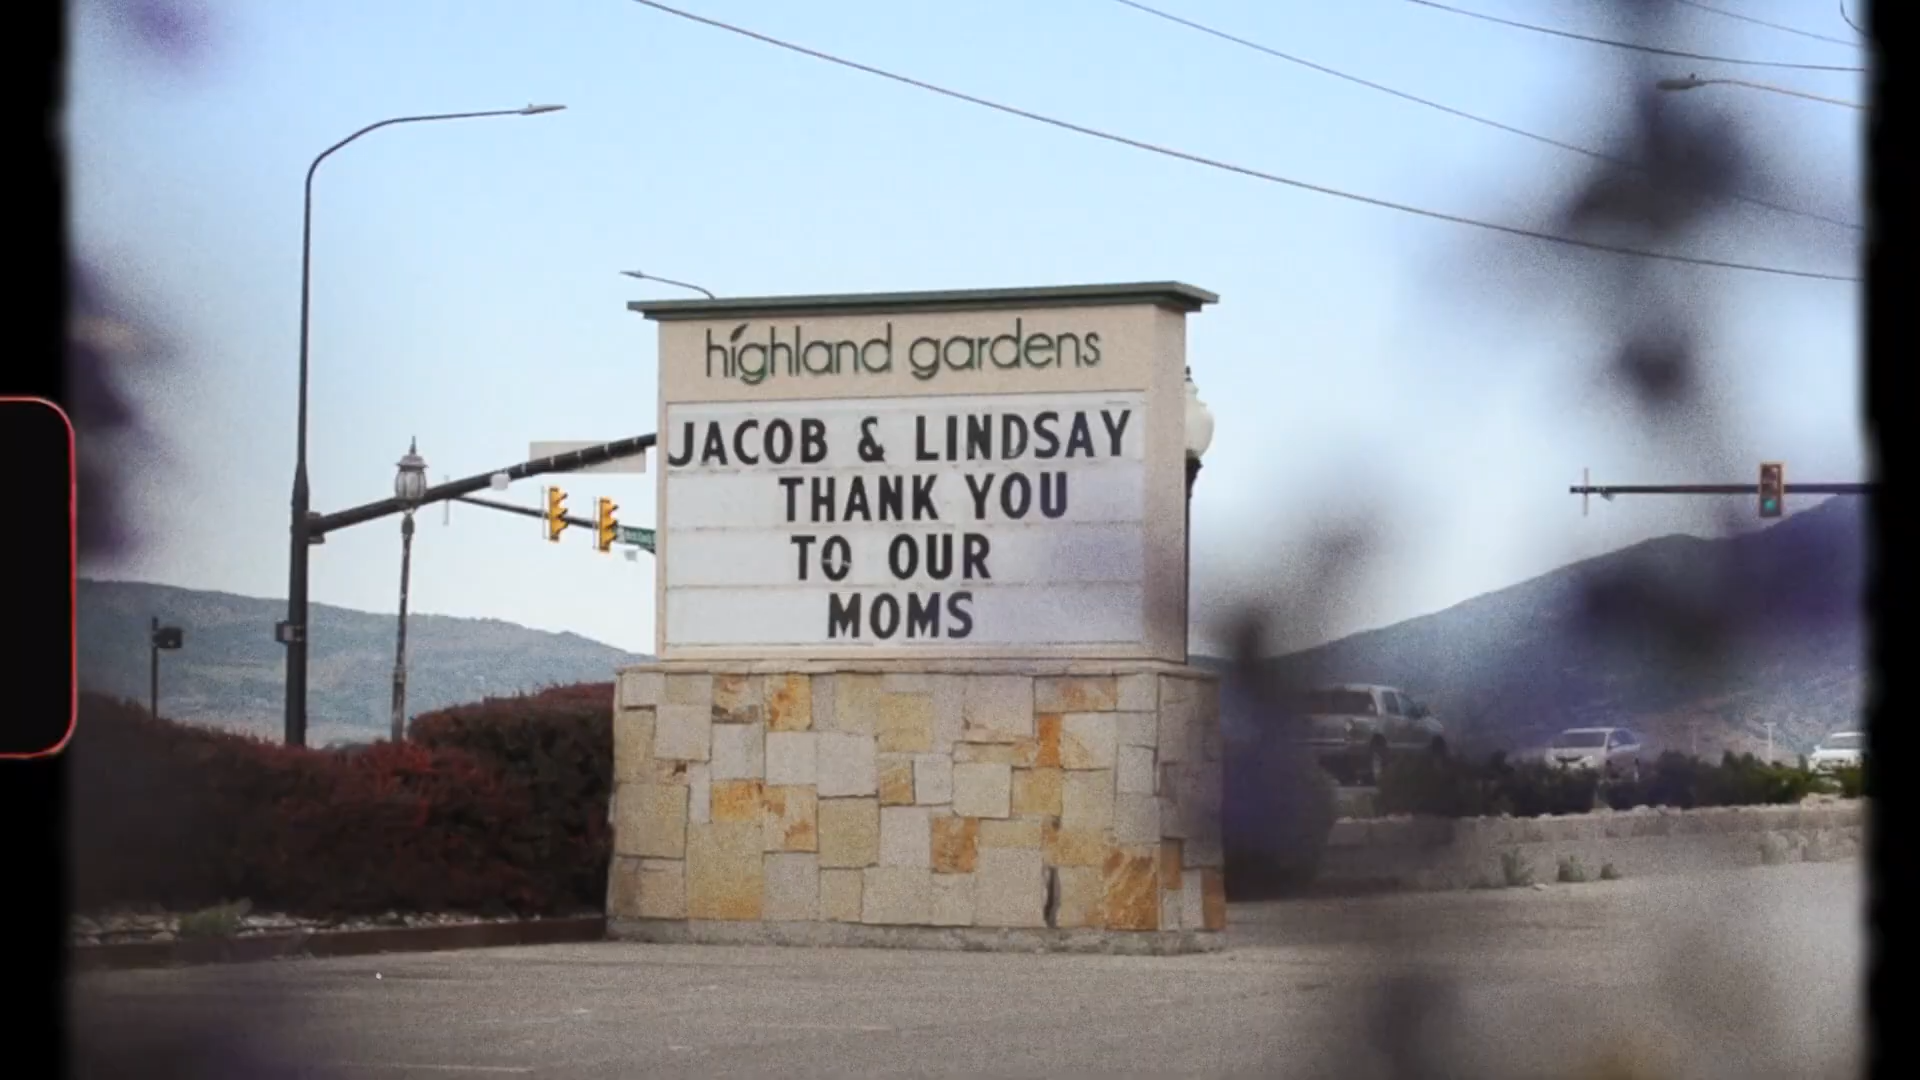 highland gardens
JACOB & LINDSAY
THANK YOU
TO OUR
MOMS